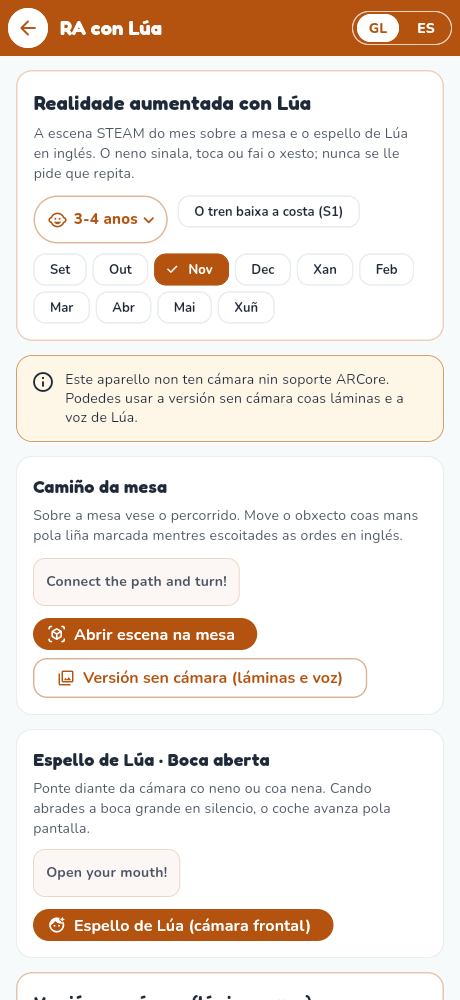 RA con Lúa
GL ES
Realidade aumentada con Lúa
A escena STEAM do mes sobre a mesa e o espello de Lúa
en inglés. O neno sinala, toca ou fai o xesto; nunca se lle
pide que repita.
3-4 anos
O tren baixa a costa (S1)
Set Out Nov Dec Xan Feb
Mar Abr Mai Xuñ
Este aparello non ten cámara nin soporte ARCore.
Podedes usar a versión sen cámara coas láminas e a
voz de Lúa.
Camiño da mesa
Sobre a mesa vese o percorrido. Move o obxecto coas mans
pola liña marcada mentres escoitades as ordes en inglés.
Connect the path and turn!
Abrir escena na mesa
Versión sen cámara (láminas e voz)
Espello de Lúa · Boca aberta
Ponte diante da cámara co neno ou coa nena. Cando
abrades a boca grande en silencio, o coche avanza pola
pantalla.
Open your mouth!
Espello de Lúa (cámara frontal)